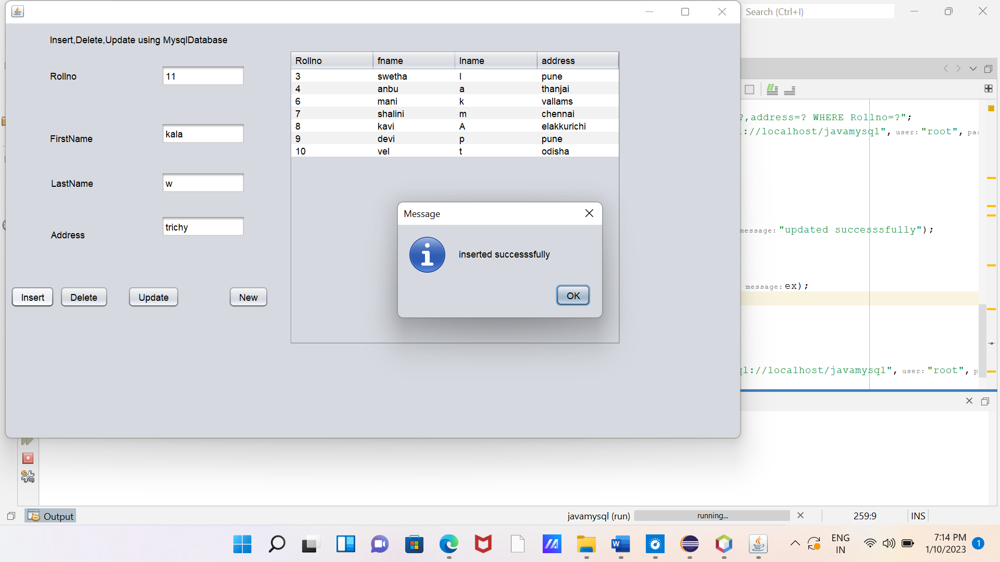 Search (Ctrl+I)
Insert,Delete,Update using MysqlDatabase
Rollno 11
FirstName kala
LastName w
Address trichy
Insert Delete Update New
Rollno fname lname address
3 swetha l pune
4 anbu a thanjai
6 mani k vallams
7 shalini m chennai
8 kavi A elakkurichi
9 devi p pune
10 vel t odisha
Message
inserted successsfully
OK
?,address=? WHERE Rollno=?";
://localhost/javamysql", user: "root",
message: "updated successsfully");
message: ex);
ql://localhost/javamysql", user: "root", p
Output
javamysql (run) running... 259:9 INS
ENG
IN
7:14 PM
1/10/2023
1